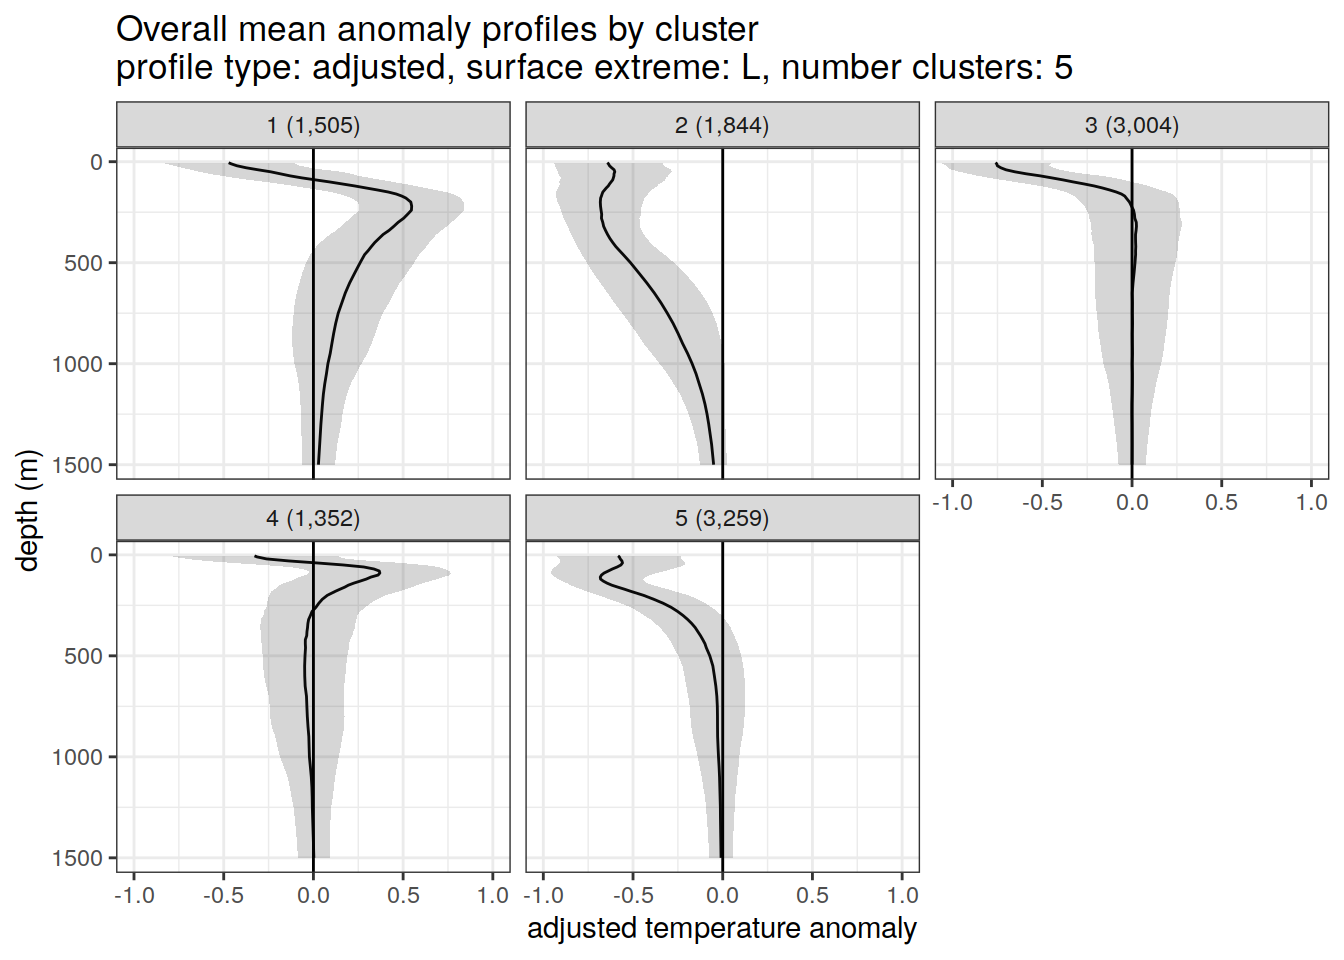 Overall mean anomaly profiles by cluster
profile type: adjusted, surface extreme: L, number clusters: 5
1 (1,505)
2 (1,844)
3 (3,004)
0
500
1000
1500
-1.0 -0.5 0.0 0.5 1.0
depth (m)
4 (1,352)
5 (3,259)
0
500
1000
1500
-1.0 -0.5 0.0 0.5 1.0
-1.0 -0.5 0.0 0.5 1.0
adjusted temperature anomaly